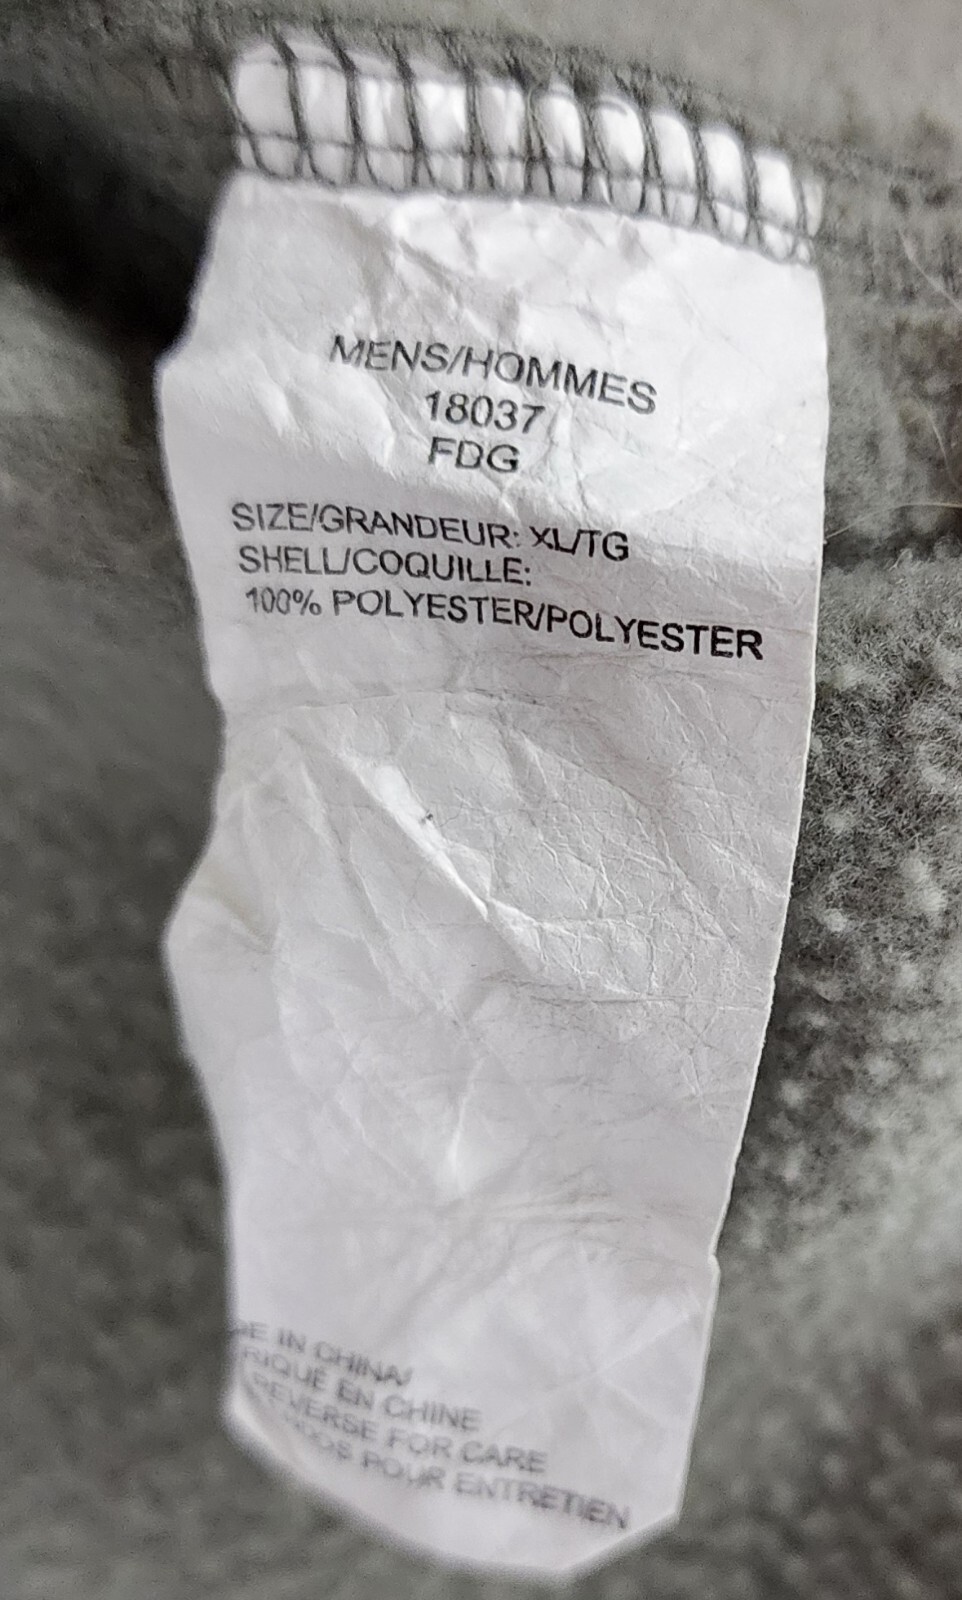 MENS/HOMMES
18037
FDG
SIZE/GRANDEUR: XL/TG
SHELL/COQUILLE:
100% POLYESTER/POLYESTER
IN CHINA/
EN CHINE
REVERSE FOR CARE
POUR ENTRETIEN